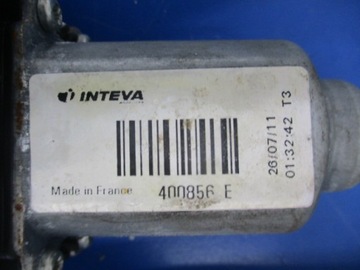 INTEVA
Made in France 400856 E
26/07/11
01:32:42 T3